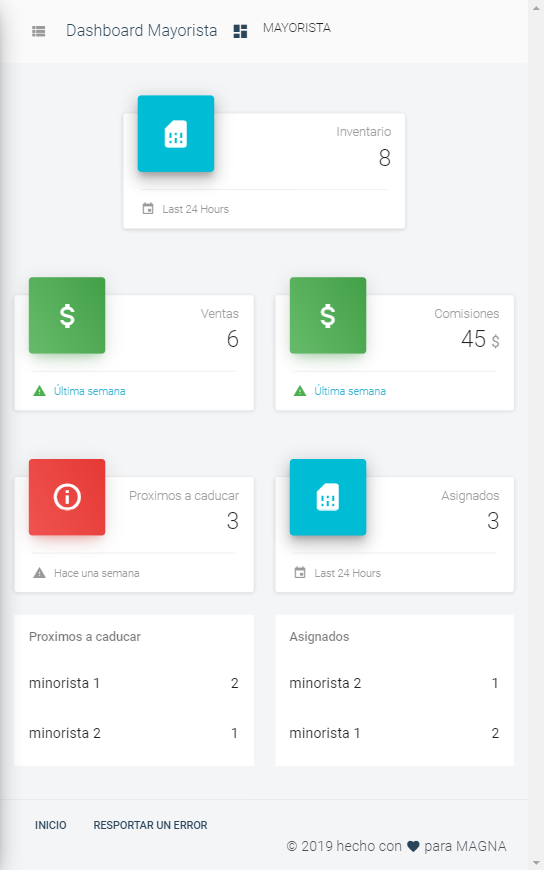 Dashboard Mayorista MAYORISTA
Inventario
8
Last 24 Hours
Ventas
6
Última semana
Comisiones
45 $
Última semana
Proximos a caducar
3
Hace una semana
Asignados
3
Last 24 Hours
Proximos a caducar
minorista 1 2
minorista 2 1
Asignados
minorista 2 1
minorista 1 2
INICIO RESPORTAR UN ERROR
© 2019 hecho con para MAGNA